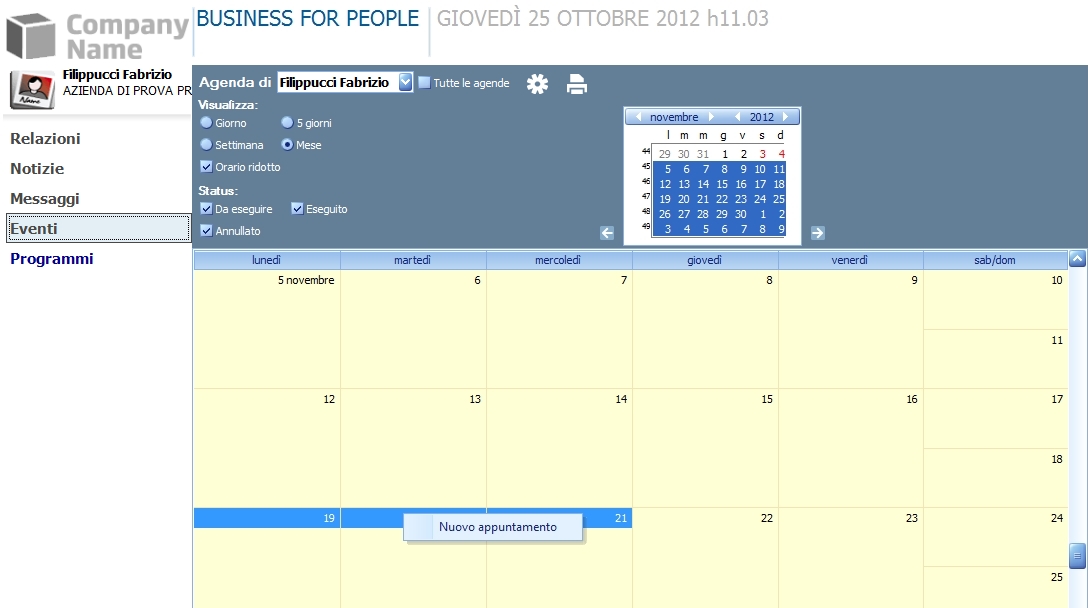 Company
Name
BUSINESS FOR PEOPLE
GIOVEDÌ 25 OTTOBRE 2012 h11.03
Name
Filippucci Fabrizio
AZIENDA DI PROVA PR
Relazioni
Notizie
Messaggi
Eventi
Programmi
Agenda di Filippucci Fabrizio Tutte le agende
Visualizza:
Giorno 5 giorni
Settimana Mese
Orario ridotto
Status:
Da eseguire Eseguito
Annullato
novembre 2012
l m m g v s d
44 29 30 31 1 2 3 4
45 5 6 7 8 9 10 11
46 12 13 14 15 16 17 18
47 19 20 21 22 23 24 25
48 26 27 28 29 30 1 2
49 3 4 5 6 7 8 9
lunedì martedì mercoledì giovedì venerdì sab/dom
5 novembre 6 7 8 9 10
11
12 13 14 15 16 17
18
19 21 22 23 24
Nuovo appuntamento
25